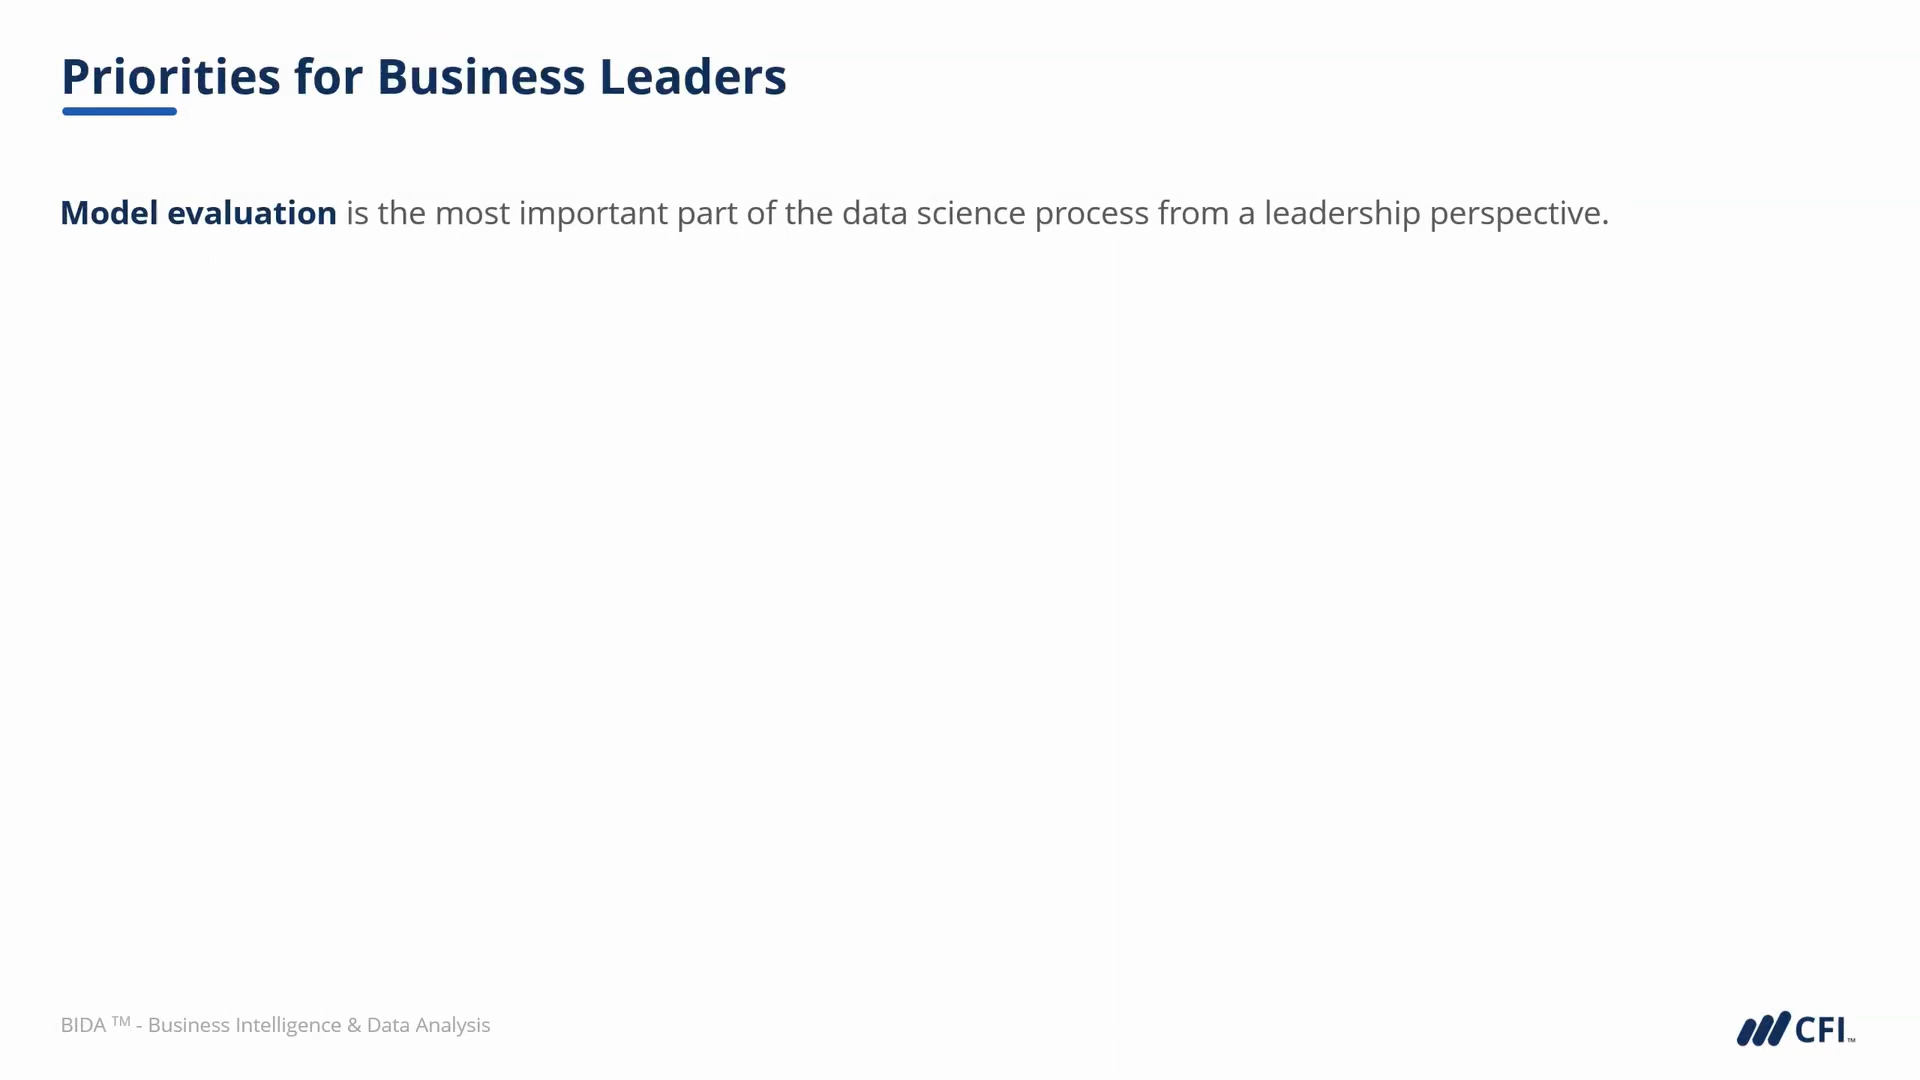 Priorities for Business Leaders
Model evaluation is the most important part of the data science process from a leadership perspective.
BIDA ™ - Business Intelligence & Data Analysis
CFI™